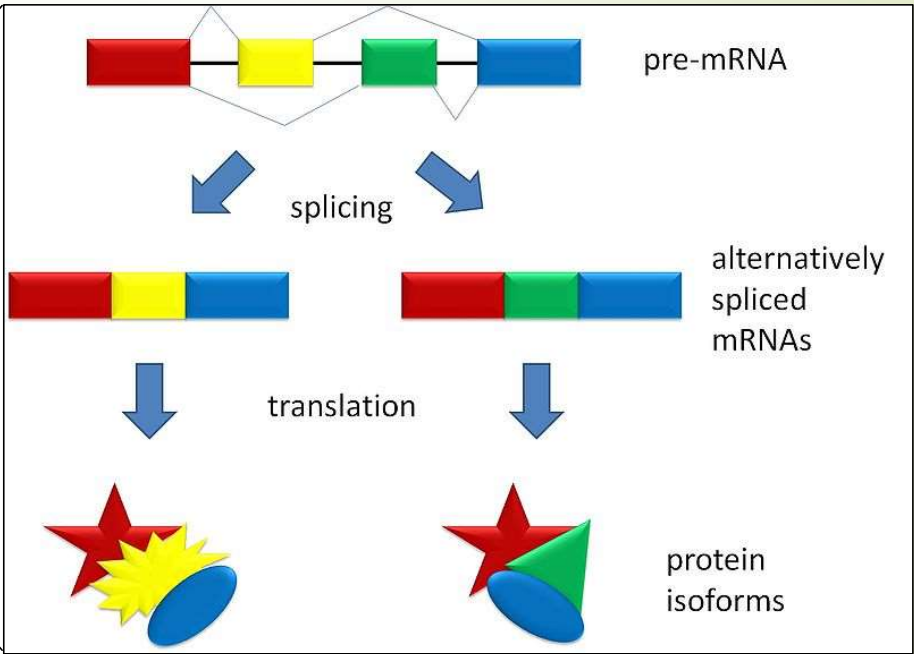 pre-mRNA
splicing
alternatively
spliced
mRNAs
translation
protein
isoforms